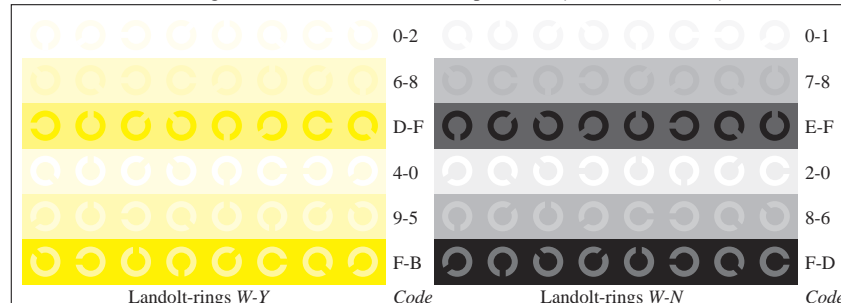 0-2 0-1
6-8 7-8
D-F E-F
4-0 2-0
9-5 8-6
F-B F-D
Landolt-rings W-Y Code Landolt-rings W-N Code